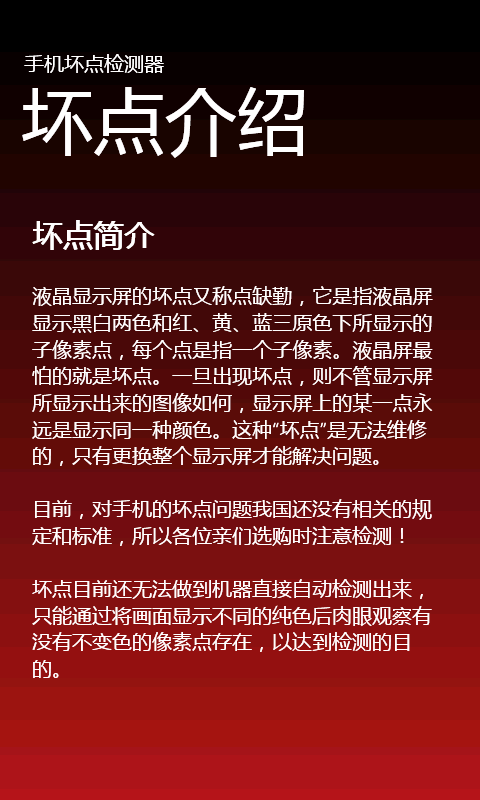 手机坏点检测器
坏点介绍
坏点简介
液晶显示屏的坏点又称点缺勤，它是指液晶屏
显示黑白两色和红、黄、蓝三原色下所显示的
子像素点，每个点是指一个子像素。液晶屏最
怕的就是坏点。一旦出现坏点，则不管显示屏
所显示出来的图像如何，显示屏上的某一点永
远是显示同一种颜色。这种“坏点”是无法维修
的，只有更换整个显示屏才能解决问题。
目前，对手机的坏点问题我国还没有相关的规
定和标准，所以各位亲们选购时注意检测！
坏点目前还无法做到机器直接自动检测出来，
只能通过将画面显示不同的纯色后肉眼观察有
没有不变色的像素点存在，以达到检测的目
的。